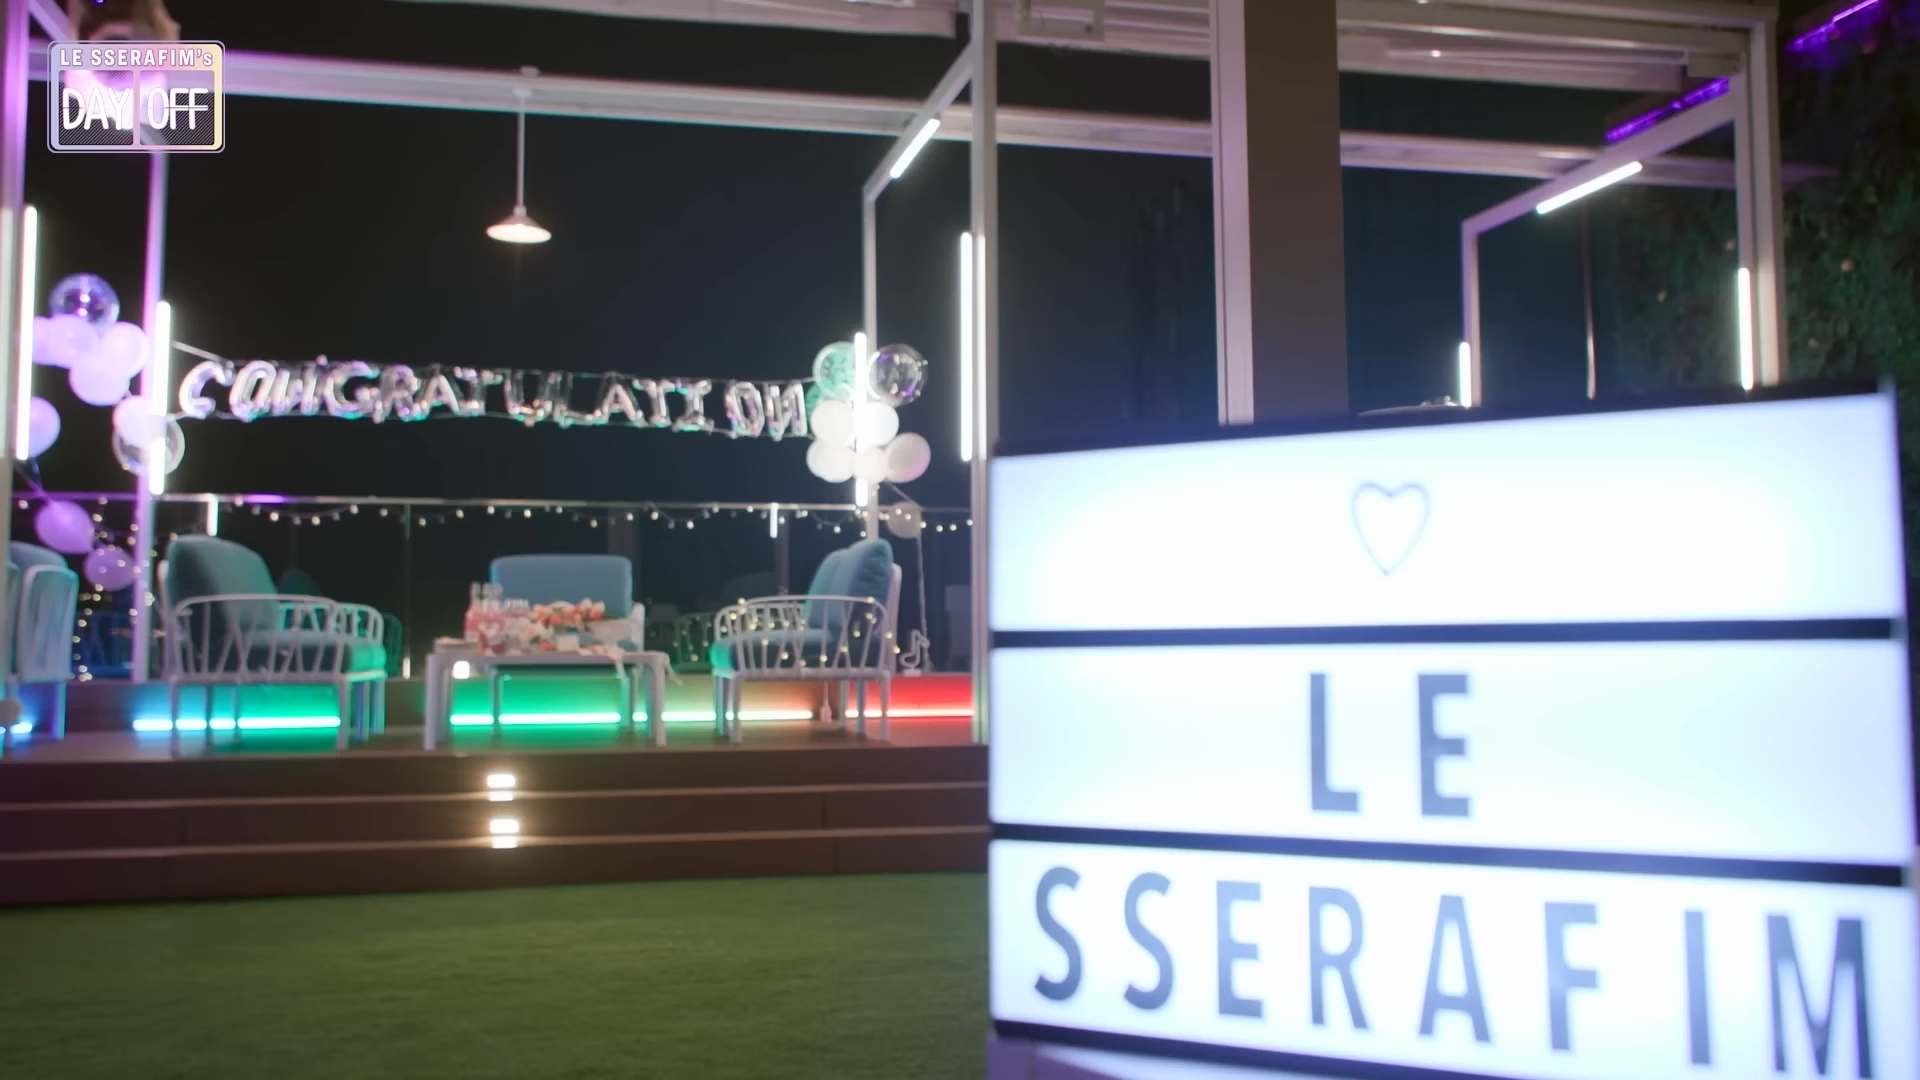 LE SSERAFIM's
DAY OFF
CONGRATULATION
LE
SSERAFIM